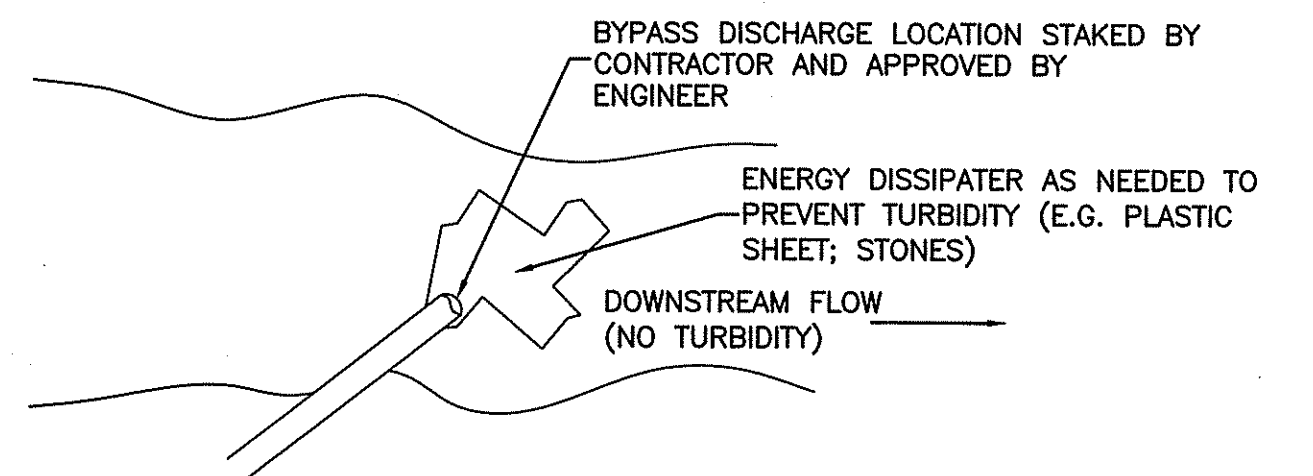 BYPASS DISCHARGE LOCATION STAKED BY
CONTRACTOR AND APPROVED BY
ENGINEER
ENERGY DISSIPATER AS NEEDED TO
PREVENT TURBIDITY (E.G. PLASTIC
SHEET; STONES)
DOWNSTREAM FLOW
(NO TURBIDITY)